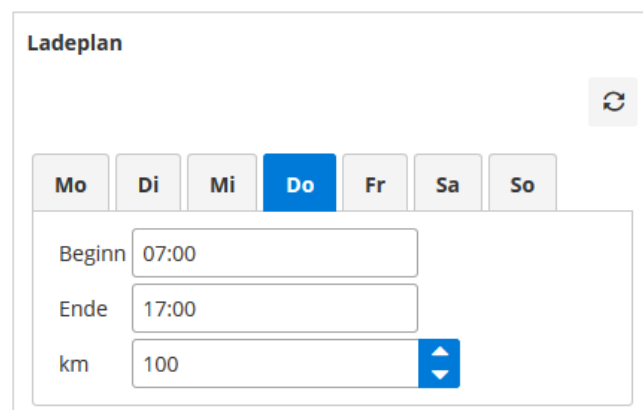 Ladeplan
Mo Di Mi Do Fr Sa So
Beginn 07:00
Ende 17:00
km 100